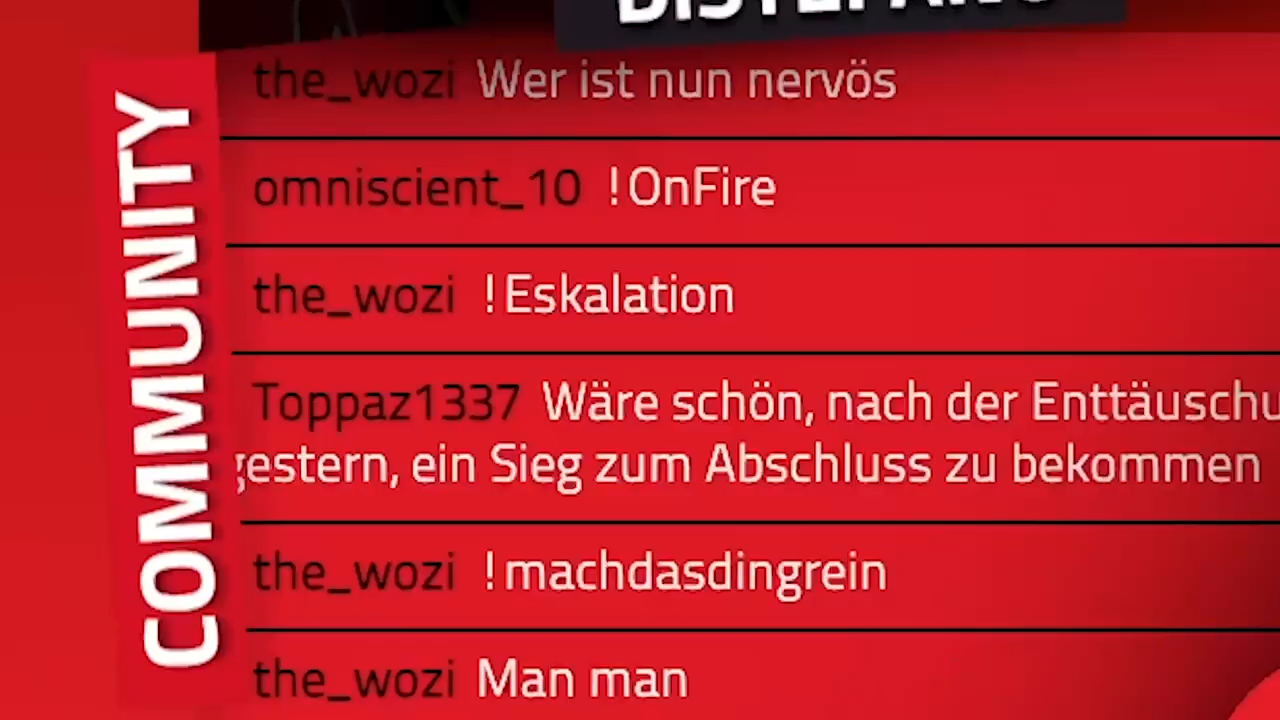 the_wozi Wer ist nun nervös
omniscient_10 !OnFire
the_wozi !Eskalation
Toppaz1337 Wäre schön, nach der
gestern, ein Sieg zum Abschluss zu bekommen
the_wozi !machdasdingrein
the_wozi Man man
COMMUNITY